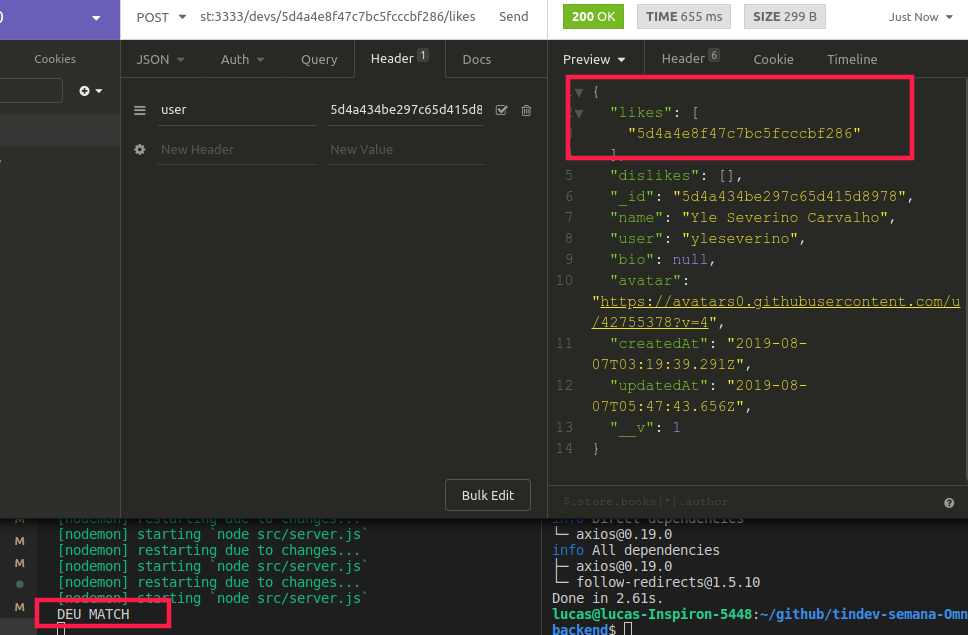 POST st:3333/devs/5d4a4e8f47c7bc5fcccbf286/likes Send
200 OK TIME 655 ms SIZE 299 B Just Now
Cookies
JSON Auth Query Header 1 Docs
Preview Header 6 Cookie Timeline
user 5d4a434be297c65d415d8
New Header New Value
Bulk Edit
{
"likes": [
"5d4a4e8f47c7bc5fcccbf286"
],
5 "dislikes": [],
6 "_id": "5d4a434be297c65d415d8978",
7 "name": "Yle Severino Carvalho",
8 "user": "yleseverino",
9 "bio": null,
10 "avatar":
"https://avatars0.githubusercontent.com/u
/42755378?v=4",
11 "createdAt": "2019-08-
07T03:19:39.291Z",
12 "updatedAt": "2019-08-
07T05:47:43.656Z",
13 "__v": 1
14 }
$.store.books[*].author
M
M
M
M
[nodemon] restarting due to changes...
[nodemon] starting `node src/server.js`
[nodemon] restarting due to changes...
[nodemon] starting `node src/server.js`
[nodemon] restarting due to changes...
[nodemon] starting `node src/server.js`
DEU MATCH
info Direct dependencies
└─ axios@0.19.0
info All dependencies
├─ axios@0.19.0
└─ follow-redirects@1.5.10
Done in 2.61s.
lucas@lucas-Inspiron-5448:~/github/tindev-semana-Omn
backend$